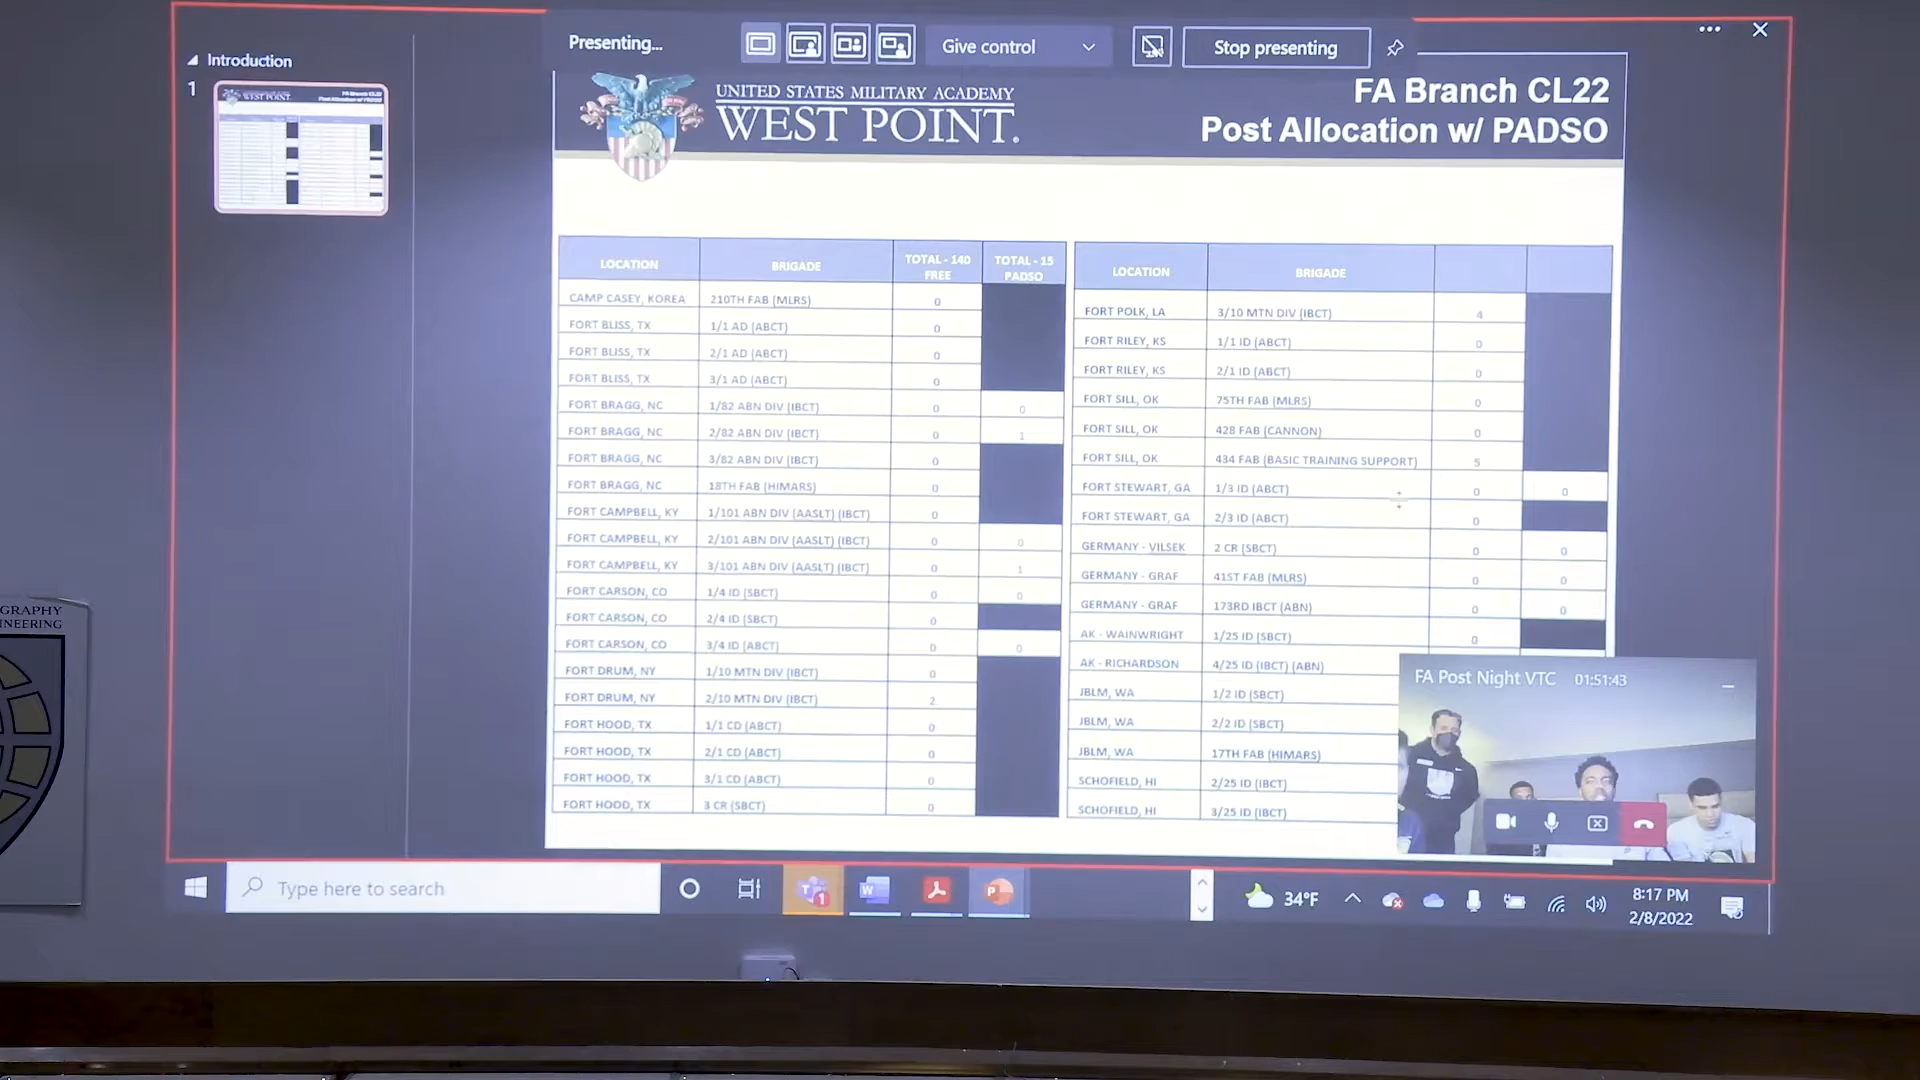 Introduction
1
Presenting...
Give control
Stop presenting
UNITED STATES MILITARY ACADEMY
WEST POINT.
FA Branch CL22
Post Allocation w/ PADSO
LOCATION BRIGADE TOTAL - 140 FREE TOTAL - 15 PADSO
CAMP CASEY, KOREA 210TH FAB (MLRS) 0
FORT BLISS, TX 1/1 AD (ABCT) 0
FORT BLISS, TX 2/1 AD (ABCT) 0
FORT BLISS, TX 3/1 AD (ABCT) 0
FORT BRAGG, NC 1/82 ABN DIV (IBCT) 0 0
FORT BRAGG, NC 2/82 ABN DIV (IBCT) 0 1
FORT BRAGG, NC 3/82 ABN DIV (IBCT) 0
FORT BRAGG, NC 18TH FAB (HIMARS) 0
FORT CAMPBELL, KY 1/101 ABN DIV (AASLT) (IBCT) 0
FORT CAMPBELL, KY 2/101 ABN DIV (AASLT) (IBCT) 0 0
FORT CAMPBELL, KY 3/101 ABN DIV (AASLT) (IBCT) 0 1
FORT CARSON, CO 1/4 ID (SBCT) 0 0
FORT CARSON, CO 2/4 ID (SBCT) 0
FORT CARSON, CO 3/4 ID (ABCT) 0 0
FORT DRUM, NY 1/10 MTN DIV (IBCT) 0
FORT DRUM, NY 2/10 MTN DIV (IBCT) 2
FORT HOOD, TX 1/1 CD (ABCT) 0
FORT HOOD, TX 2/1 CD (ABCT) 0
FORT HOOD, TX 3/1 CD (ABCT) 0
FORT HOOD, TX 3 CR (SBCT) 0
LOCATION BRIGADE
FORT POLK, LA 3/10 MTN DIV (IBCT) 4
FORT RILEY, KS 1/1 ID (ABCT) 0
FORT RILEY, KS 2/1 ID (ABCT) 0
FORT SILL, OK 75TH FAB (MLRS) 0
FORT SILL, OK 428 FAB (CANNON) 0
FORT SILL, OK 434 FAB (BASIC TRAINING SUPPORT) 5
FORT STEWART, GA 1/3 ID (ABCT) 0 0
FORT STEWART, GA 2/3 ID (ABCT) 0
GERMANY - VILSEK 2 CR (SBCT) 0 0
GERMANY - GRAF 41ST FAB (MLRS) 0 0
GERMANY - GRAF 173RD IBCT (ABN) 0 0
AK - WAINWRIGHT 1/25 ID (SBCT) 0
AK - RICHARDSON 4/25 ID (IBCT) (ABN)
JBLM, WA 1/2 ID (SBCT)
JBLM, WA 2/2 ID (SBCT)
JBLM, WA 17TH FAB (HIMARS)
SCHOFIELD, HI 2/25 ID (IBCT)
SCHOFIELD, HI 3/25 ID (IBCT)
FA Post Night VTC 01:51:43
OGRAPHY
INEERING
Type here to search
34°F
8:17 PM
2/8/2022